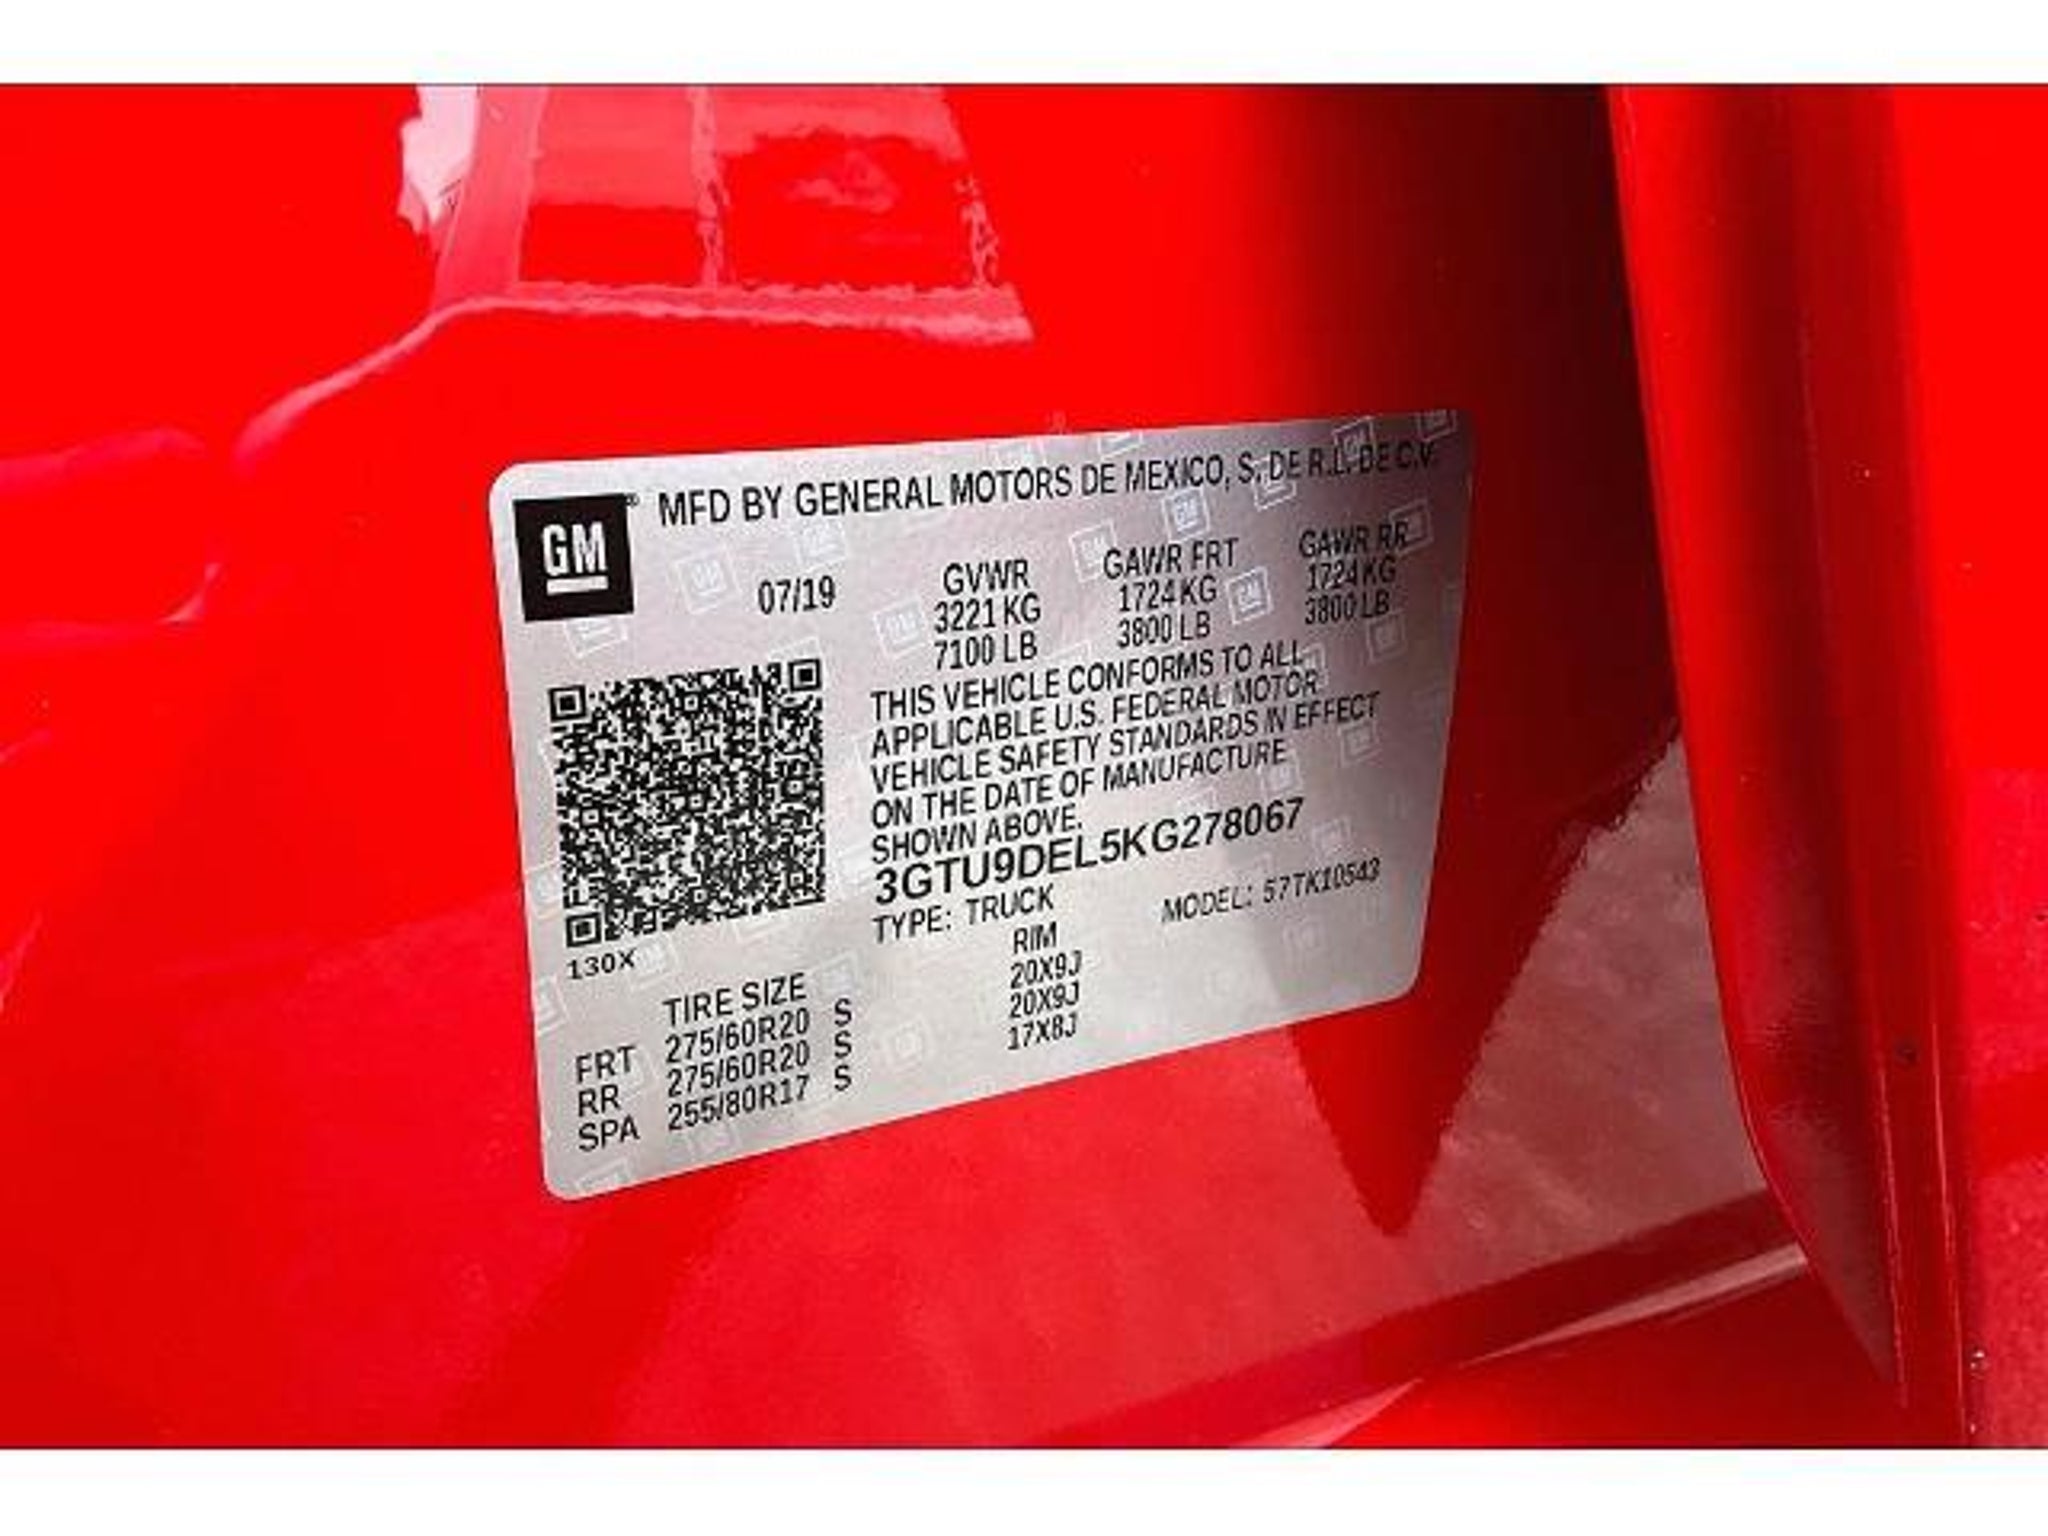 GM ® MFD BY GENERAL MOTORS DE MEXICO, S. DE R.L. DE C.V.
07/19 GVWR GAWR FRT GAWR RR
3221 KG 1724 KG 1724 KG
7100 LB 3800 LB 3800 LB
THIS VEHICLE CONFORMS TO ALL
APPLICABLE U.S. FEDERAL MOTOR
VEHICLE SAFETY STANDARDS IN EFFECT
ON THE DATE OF MANUFACTURE
SHOWN ABOVE.
3GTU9DEL5KG278067
TYPE: TRUCK MODEL: 57TK10543
130X
TIRE SIZE RIM
FRT 275/60R20 S 20X9J
RR 275/60R20 S 20X9J
SPA 255/80R17 S 17X8J